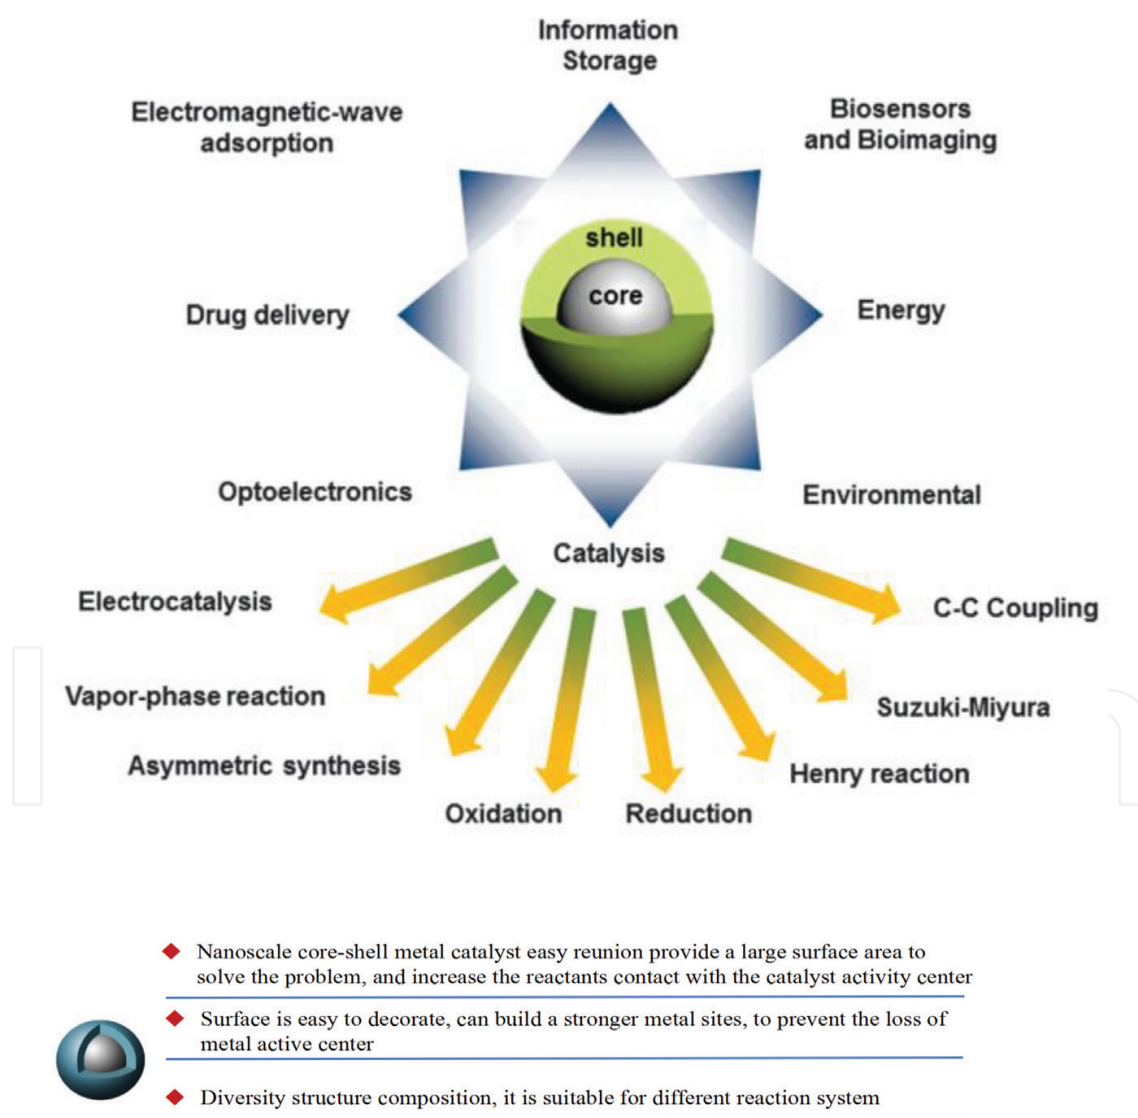 Information
Storage
Electromagnetic-wave
adsorption
Biosensors
and Bioimaging
shell
core
Drug delivery
Energy
Optoelectronics
Environmental
Catalysis
Electrocatalysis
C-C Coupling
Vapor-phase reaction
Suzuki-Miyura
Asymmetric synthesis
Henry reaction
Oxidation
Reduction
Nanoscale core-shell metal catalyst easy reunion provide a large surface area to
solve the problem, and increase the reactants contact with the catalyst activity center
Surface is easy to decorate, can build a stronger metal sites, to prevent the loss of
metal active center
Diversity structure composition, it is suitable for different reaction system